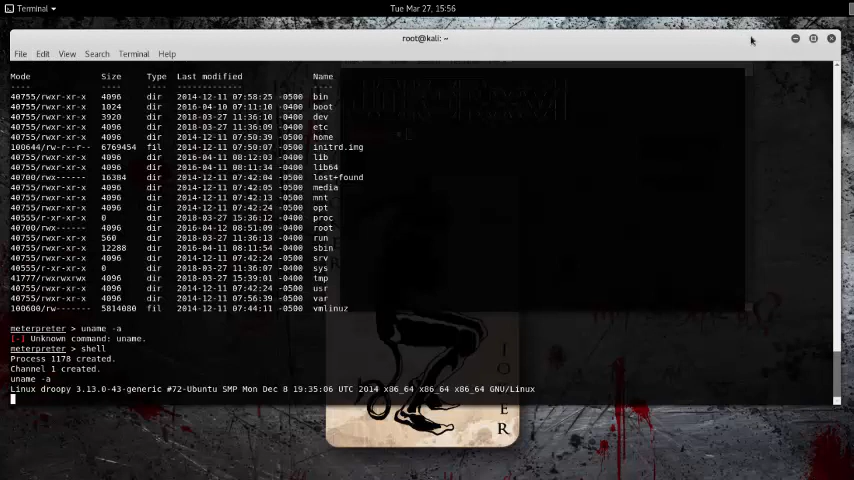 Terminal
Tue Mar 27, 15:56
root@kali: ~
File Edit View Search Terminal Help
Mode Size Type Last modified Name
---- ---- ---- ------------- ----
40755/rwxr-xr-x 4096 dir 2014-12-11 07:58:25 -0500 bin
40755/rwxr-xr-x 1024 dir 2016-04-10 07:11:10 -0400 boot
40755/rwxr-xr-x 3920 dir 2018-03-27 11:36:10 -0400 dev
40755/rwxr-xr-x 4096 dir 2018-03-27 11:36:09 -0400 etc
40755/rwxr-xr-x 4096 dir 2014-12-11 07:50:39 -0500 home
100644/rw-r--r-- 6769454 fil 2014-12-11 07:50:07 -0500 initrd.img
40755/rwxr-xr-x 4096 dir 2016-04-11 08:12:03 -0400 lib
40755/rwxr-xr-x 4096 dir 2016-04-11 08:11:34 -0400 lib64
40700/rwx------ 16384 dir 2014-12-11 07:42:04 -0500 lost+found
40755/rwxr-xr-x 4096 dir 2014-12-11 07:42:05 -0500 media
40755/rwxr-xr-x 4096 dir 2014-12-11 07:42:23 -0500 mnt
40755/rwxr-xr-x 4096 dir 2014-12-11 07:42:24 -0500 opt
40555/r-xr-xr-x 0 dir 2018-03-27 15:36:12 -0400 proc
40700/rwx------ 4096 dir 2016-04-12 08:51:09 -0400 root
40755/rwxr-xr-x 560 dir 2018-03-27 11:36:13 -0400 run
40755/rwxr-xr-x 12288 dir 2016-04-11 08:11:54 -0400 sbin
40755/rwxr-xr-x 4096 dir 2014-12-11 07:42:24 -0500 srv
40555/r-xr-xr-x 0 dir 2018-03-27 11:36:07 -0400 sys
41777/rwxrwxrwx 4096 dir 2018-03-27 15:39:01 -0400 tmp
40755/rwxr-xr-x 4096 dir 2014-12-11 07:42:24 -0500 usr
40755/rwxr-xr-x 4096 dir 2014-12-11 07:56:39 -0500 var
100600/rw------- 5814080 fil 2014-12-11 07:44:11 -0500 vmlinuz
meterpreter > uname -a
[-] Unknown command: uname.
meterpreter > shell
Process 1178 created.
Channel 1 created.
uname -a
Linux droopy 3.13.0-43-generic #72-Ubuntu SMP Mon Dec 8 19:35:06 UTC 2014 x86_64 x86_64 x86_64 GNU/Linux